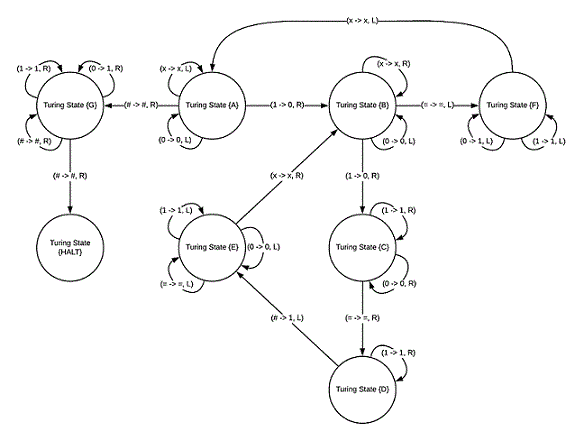 (x -> x, L)
(1 -> 1, R)
(0 -> 1, R)
(x -> x, L)
(x -> x, R)
Turing State {G}
(# -> #, R)
Turing State {A}
(1 -> 0, R)
Turing State {B}
(= -> =, L)
Turing State {F}
(# -> #, R)
(0 -> 0, L)
(0 -> 0, L)
(0 -> 1, L)
(1 -> 1, L)
(# -> #, R)
(x -> x, R)
(1 -> 0, R)
(1 -> 1, L)
(1 -> 1, R)
Turing State
{HALT}
Turing State {E}
(0 -> 0, L)
Turing State {C}
(= -> =, L)
(0 -> 0, R)
(# -> 1, L)
(= -> =, R)
(1 -> 1, R)
Turing State {D}